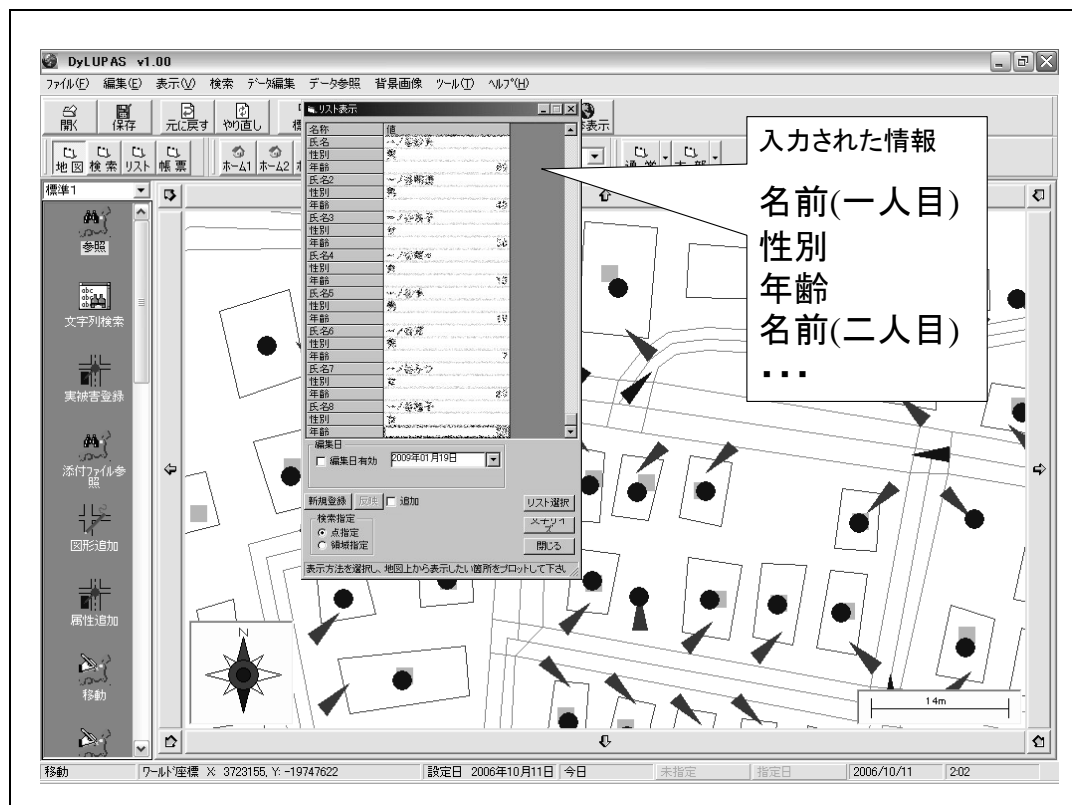 DyLUPAS v1.00
ファイル(F) 編集(E) 表示(V) 検索 データ編集 データ参照 背景画像 ツール(T) ヘルプ(H)
開く 保存 元に戻す やり直し
地図 検索 リスト 帳票 ホーム1 ホーム2
標準1
参照
文字列検索
実被害登録
添付ファイル参照
図形追加
属性追加
移動
リスト表示
名称 値
氏名
性別
年齢
氏名2
性別
年齢
氏名3
性別
年齢
氏名4
性別
年齢
氏名5
性別
年齢
氏名6
性別
年齢
氏名7
性別
年齢
氏名8
性別
年齢
編集日
編集日有効 2009年01月19日
新規登録 反映 追加 リスト選択
検索指定
点指定
領域指定
文字サイズ
閉じる
表示方法を選択し、地図上から表示したい箇所をプロットして下さ
入力された情報
名前(一人目)
性別
年齢
名前(二人目)
・・・
N
14m
移動 ワールド座標 X: 3723155, Y: -19747622 設定日 2006年10月11日 今日 未指定 指定日 2006/10/11 2:02